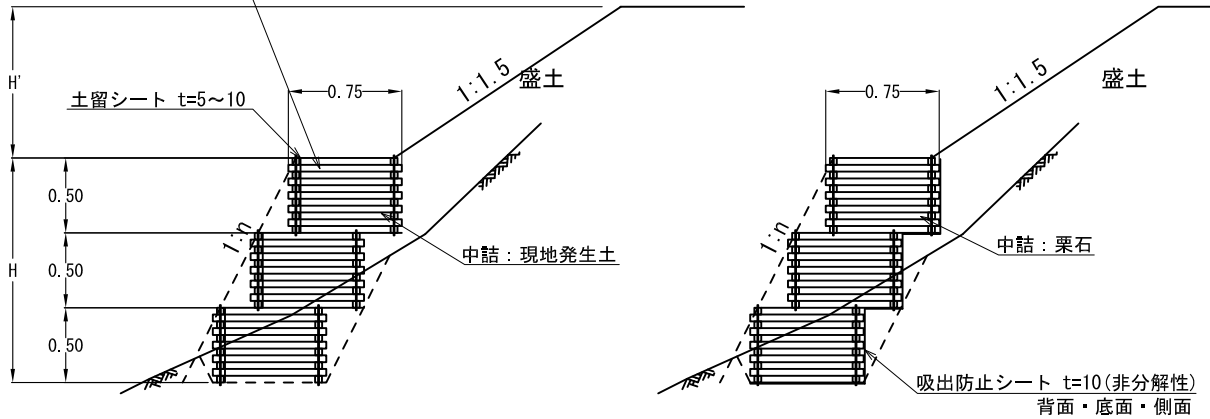 H'
土留シート t=5～10
0.75
1:1.5
盛土
0.50
0.50
0.50
H
1:n
中詰：現地発生土
0.75
1:1.5
盛土
1:n
中詰：栗石
吸出防止シート t=10(非分解性)
背面・底面・側面